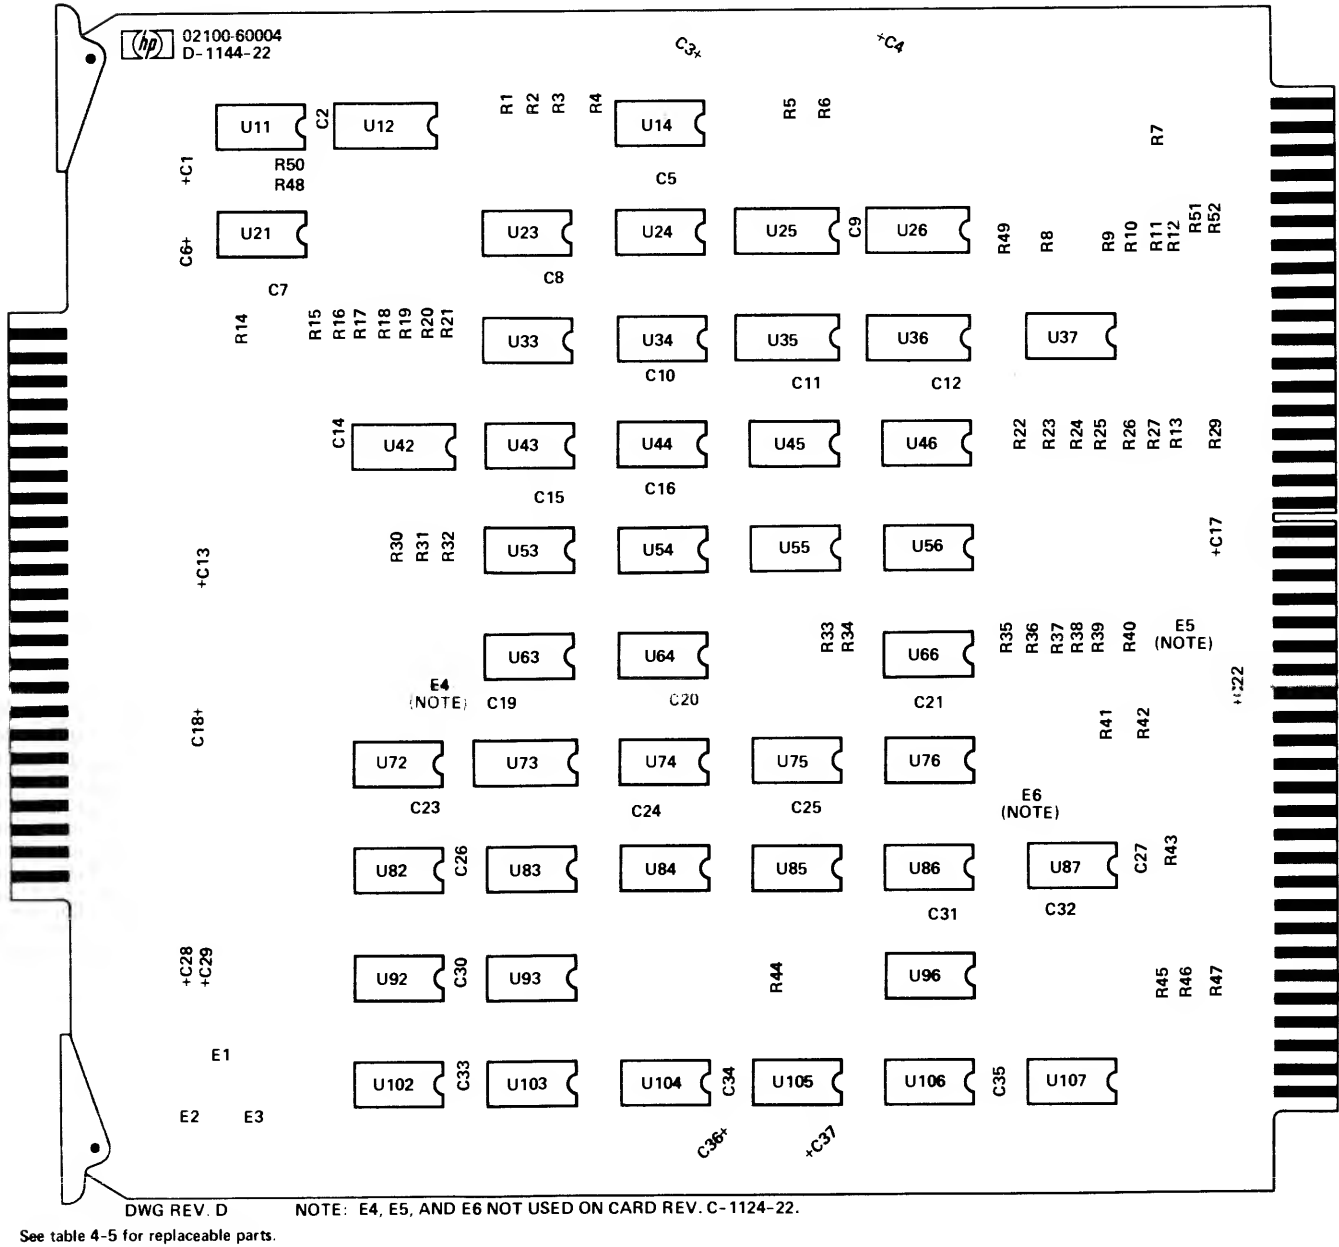 hp 02100-60004
D-1144-22
C3+ +C4
R1 R2 R3 R4 R5 R6
U11 C2 U12 U14 R7
+C1 R50
R48
C5
C6+ U21 U23 U24 U25 C9 U26 R49 R8 R9 R10 R11 R12 R51 R52
C7 C8
R14 R15 R16 R17 R18 R19 R20 R21 U33 U34 U35 U36 U37
C10 C11 C12
C14 U42 U43 U44 U45 U46 R22 R23 R24 R25 R26 R27 R13 R29
C15 C16
+C13 R30 R31 R32 U53 U54 U55 U56 +C17
U63 U64 R33 R34 U66 R35 R36 R37 R38 R39 R40 E5
(NOTE)
E4
(NOTE) C19 C20 C21 +C22
C18+ R41 R42
U72 U73 U74 U75 U76
C23 C24 C25 E6
(NOTE)
U82 C26 U83 U84 U85 U86 U87 C27 R43
C31 C32
+C28 +C29 U92 C30 U93 R44 U96 R45 R46 R47
E1
U102 C33 U103 U104 C34 U105 U106 C35 U107
E2 E3
C36+ +C37
DWG REV. D NOTE: E4, E5, AND E6 NOT USED ON CARD REV. C-1124-22.
See table 4-5 for replaceable parts.